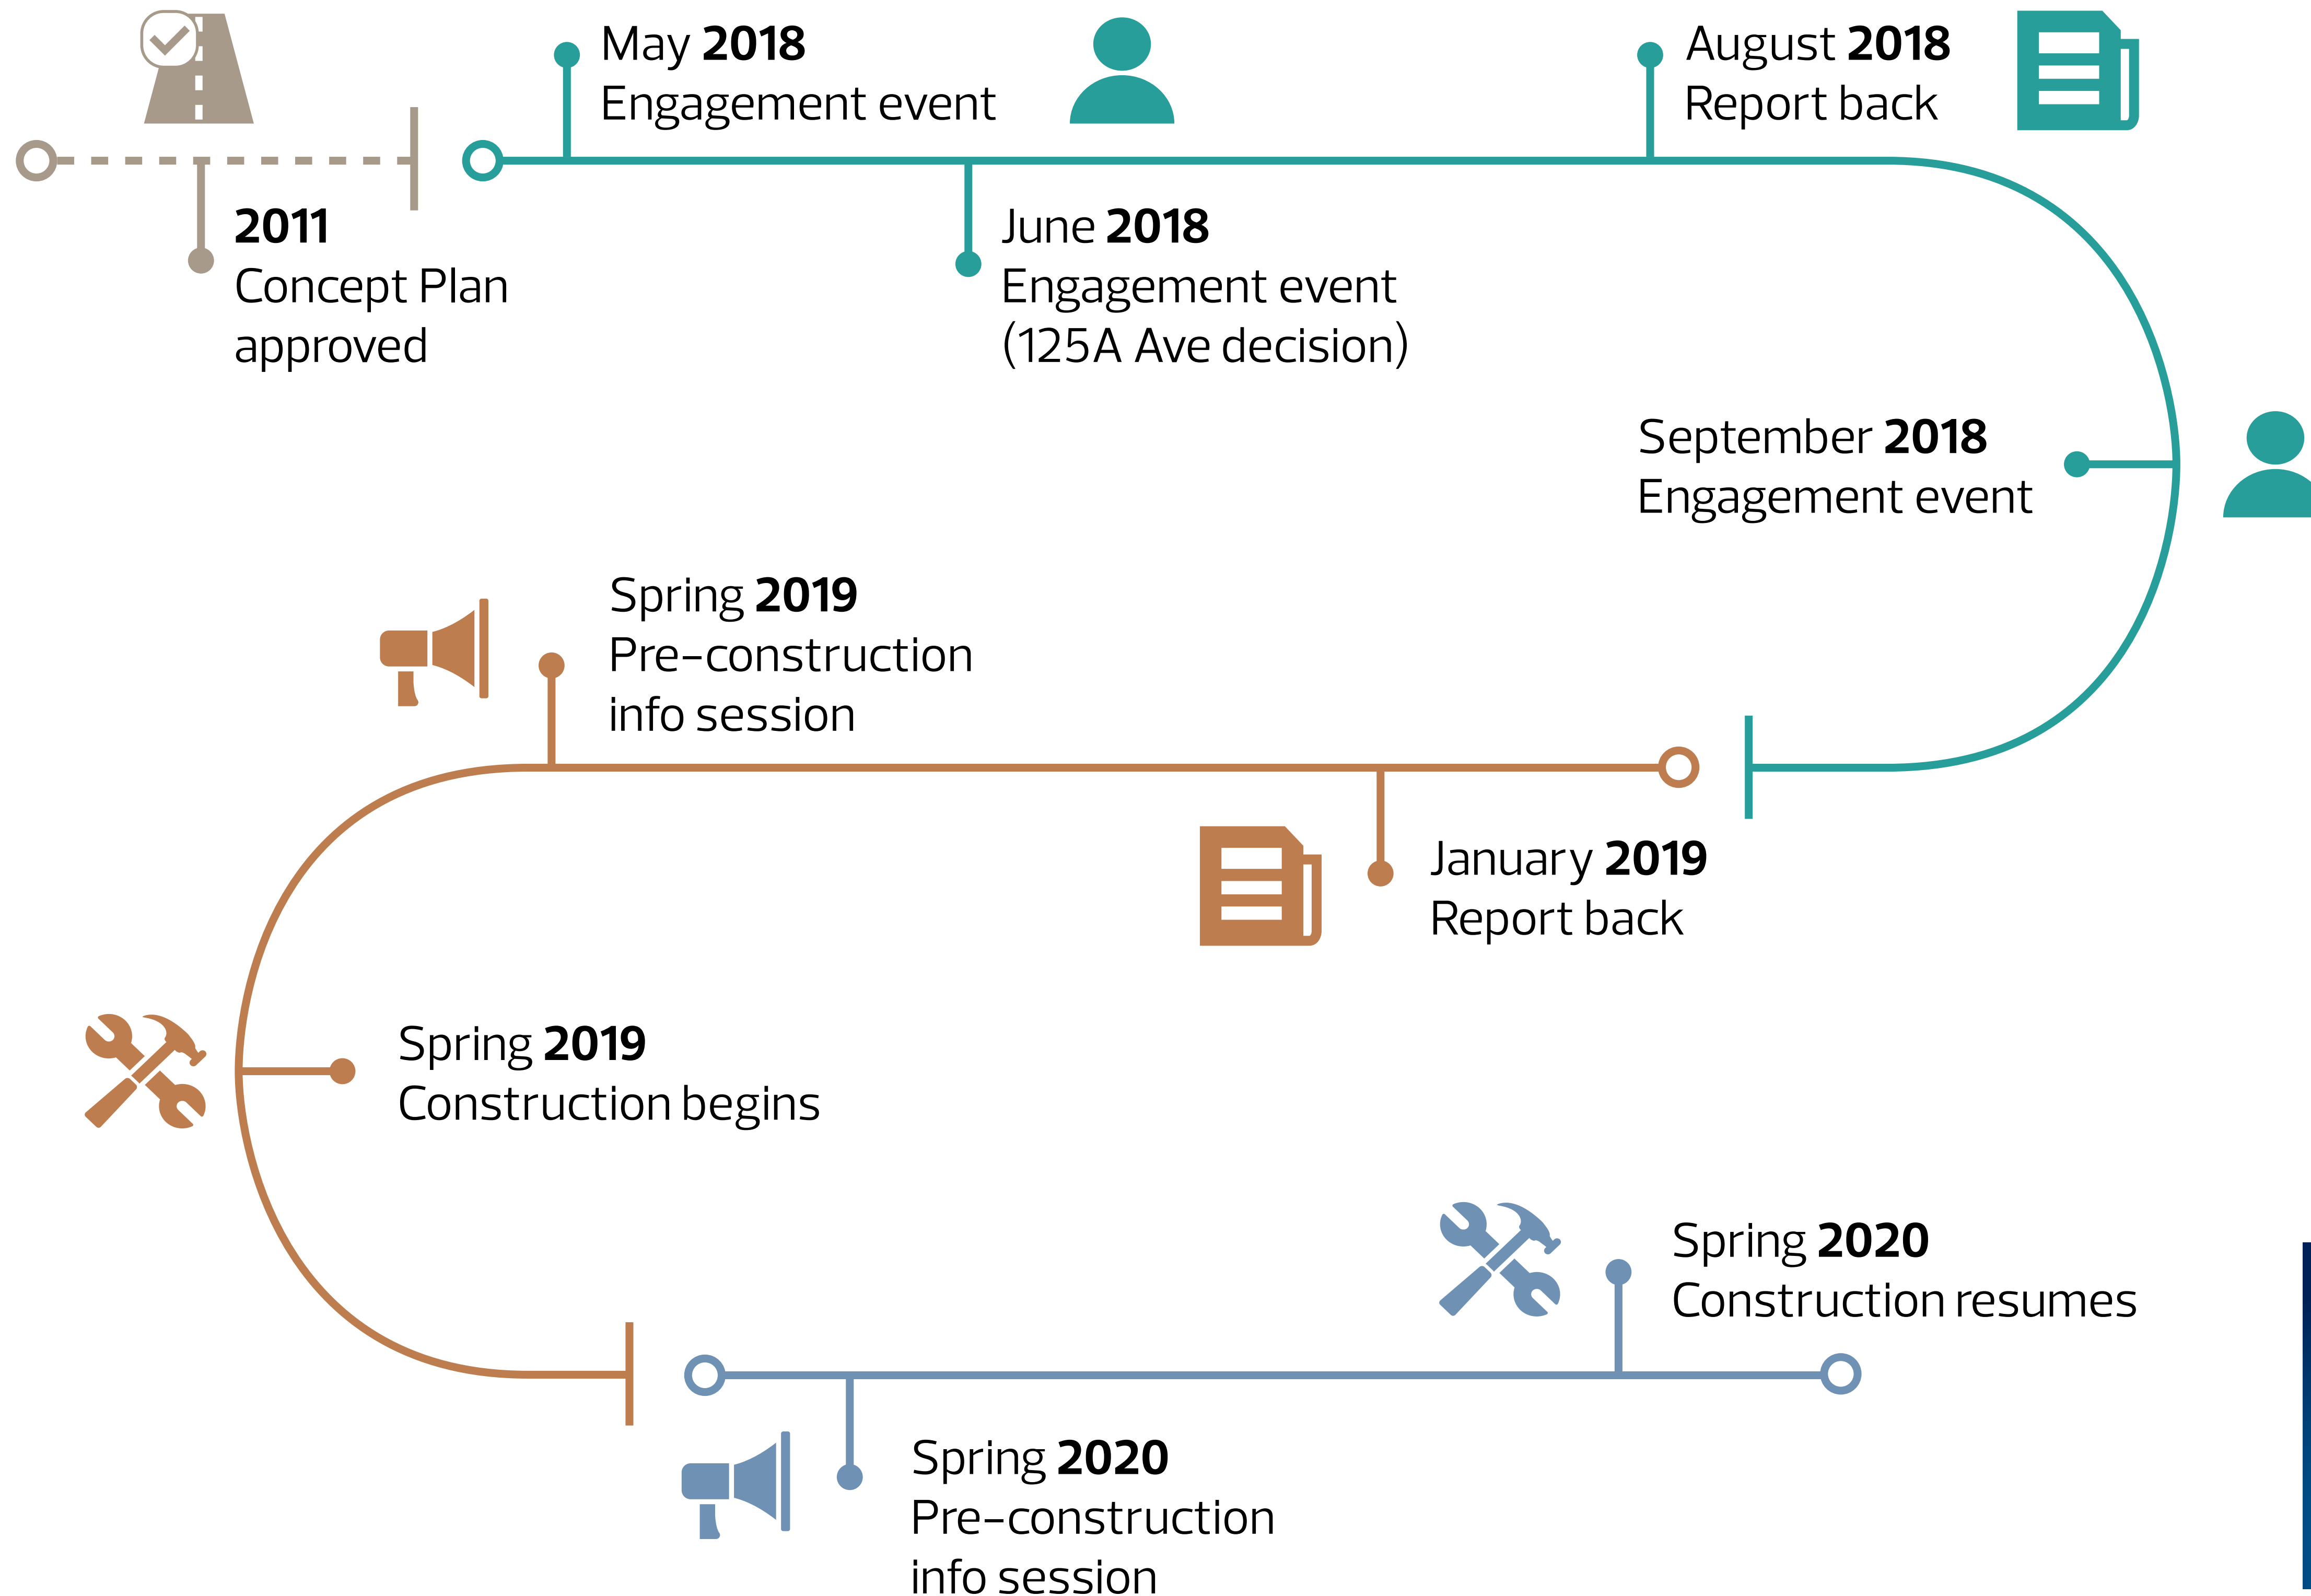 May 2018
Engagement event
August 2018
Report back
2011
Concept Plan
approved
June 2018
Engagement event
(125A Ave decision)
September 2018
Engagement event
Spring 2019
Pre-construction
info session
January 2019
Report back
Spring 2019
Construction begins
Spring 2020
Construction resumes
Spring 2020
Pre-construction
info session